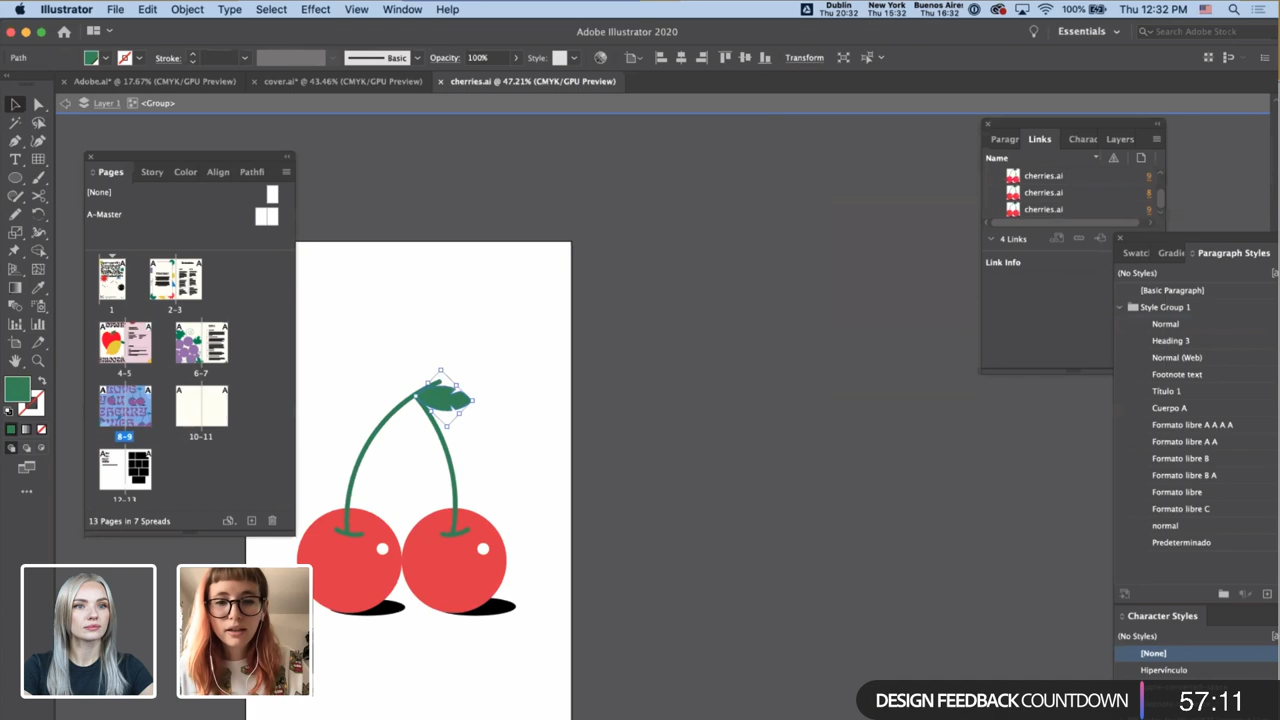 Illustrator File Edit Object Type Select Effect View Window Help
Dublin Thu 20:32 New York Thu 15:32 Buenos Aires Thu 16:32 100% Thu 12:32 PM
Adobe Illustrator 2020
Essentials
Search Adobe Stock
Path Stroke: Basic Opacity: 100% Style: Transform
Adobe.ai* @ 17.67% (CMYK/GPU Preview) cover.ai* @ 43.46% (CMYK/GPU Preview) cherries.ai @ 47.21% (CMYK/GPU Preview)
Layer 1 <Group>
Pages Story Color Align Pathfi
[None]
A-Master
1 2-3
4-5 6-7
8-9 10-11
12-13
13 Pages in 7 Spreads
Paragr Links Charac Layers
Name
cherries.ai 9
cherries.ai 8
cherries.ai 9
4 Links
Link Info
Swatc Gradie Paragraph Styles
(No Styles)
[Basic Paragraph]
Style Group 1
Normal
Heading 3
Normal (Web)
Footnote text
Título 1
Cuerpo A
Formato libre A A A A
Formato libre A A
Formato libre B
Formato libre B A
Formato libre
Formato libre C
normal
Predeterminado
Character Styles
(No Styles)
[None]
Hipervínculo
DESIGN FEEDBACK COUNTDOWN 57:11